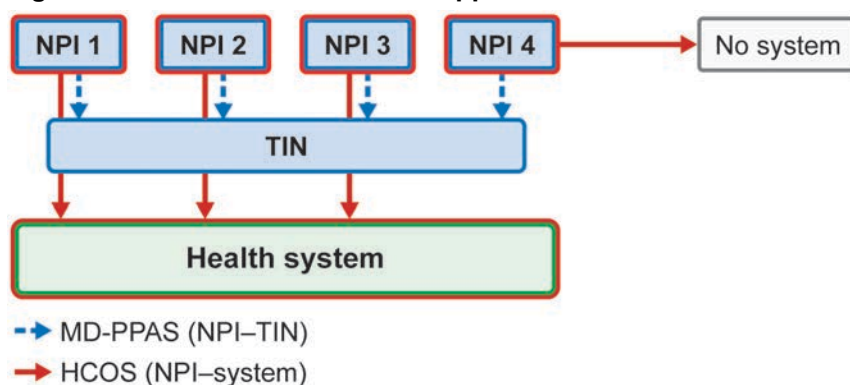 NPI 1 NPI 2 NPI 3 NPI 4 No system
TIN
Health system
MD-PPAS (NPI–TIN)
HCOS (NPI–system)